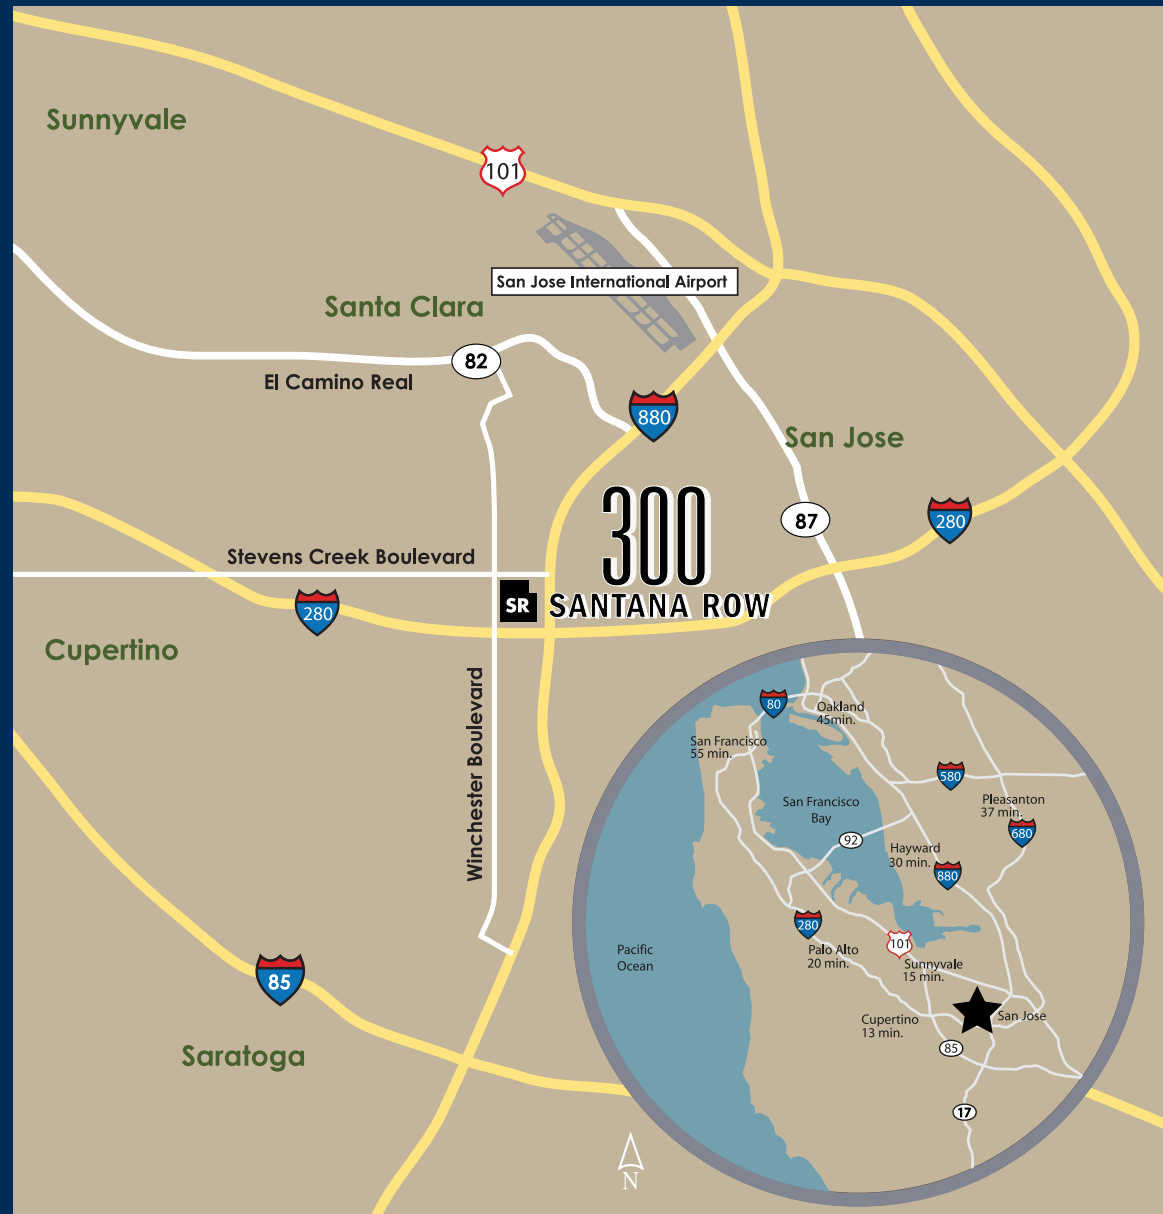 Sunnyvale
101
San Jose International Airport
Santa Clara
82
El Camino Real
880
San Jose
300
87
280
Stevens Creek Boulevard
SR
SANTANA ROW
280
Cupertino
Winchester Boulevard
85
Saratoga
N
80
Oakland
45min.
San Francisco
55 min.
580
San Francisco
Bay
Pleasanton
37 min.
680
92
Hayward
30 min.
880
280
101
Palo Alto
20 min.
Pacific
Ocean
Sunnyvale
15 min.
San Jose
Cupertino
13 min.
85
17